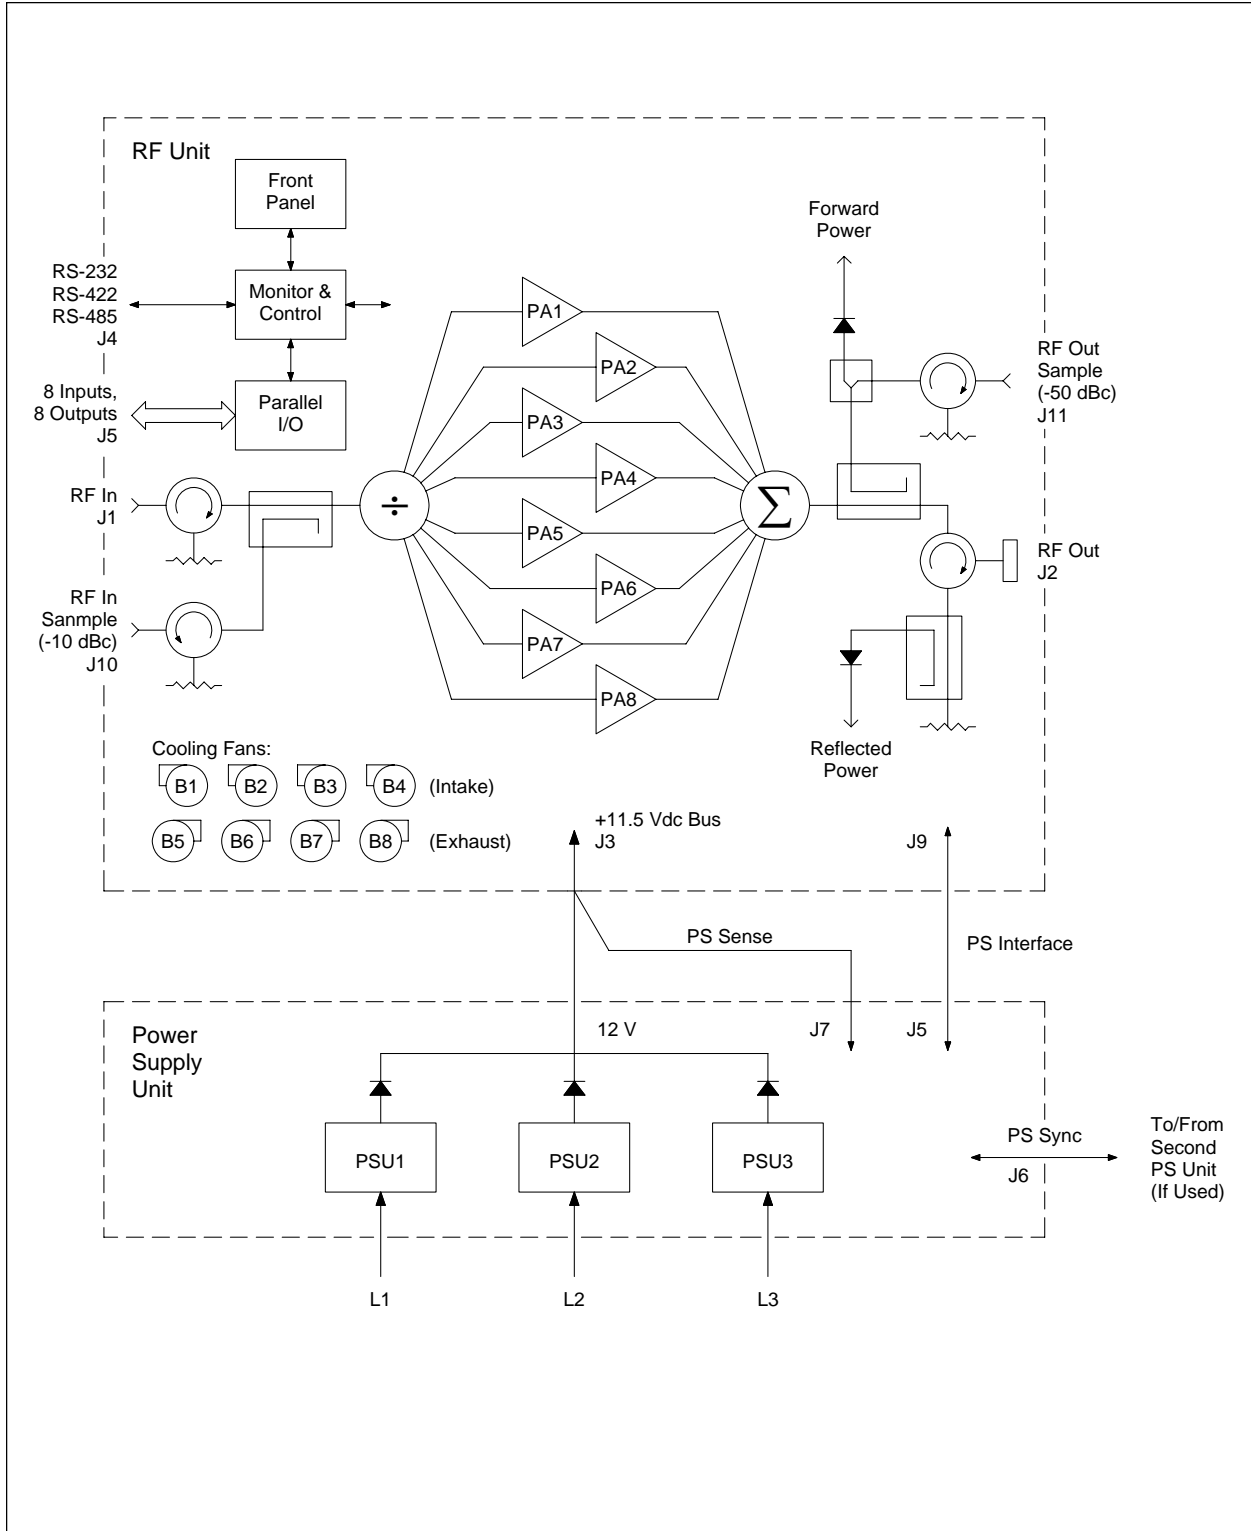 RF Unit
Front
Panel
RS-232
RS-422
RS-485
J4
Monitor &
Control
8 Inputs,
8 Outputs
J5
Parallel
I/O
RF In
J1
RF In
Sanmple
(-10 dBc)
J10
÷
PA1
PA2
PA3
PA4
PA5
PA6
PA7
PA8
Σ
Forward
Power
RF Out
Sample
(-50 dBc)
J11
RF Out
J2
Reflected
Power
Cooling Fans:
B1 B2 B3 B4 (Intake)
B5 B6 B7 B8 (Exhaust)
+11.5 Vdc Bus
J3
J9
PS Sense
PS Interface
Power
Supply
Unit
12 V
J7
J5
PSU1
PSU2
PSU3
PS Sync
J6
To/From
Second
PS Unit
(If Used)
L1
L2
L3